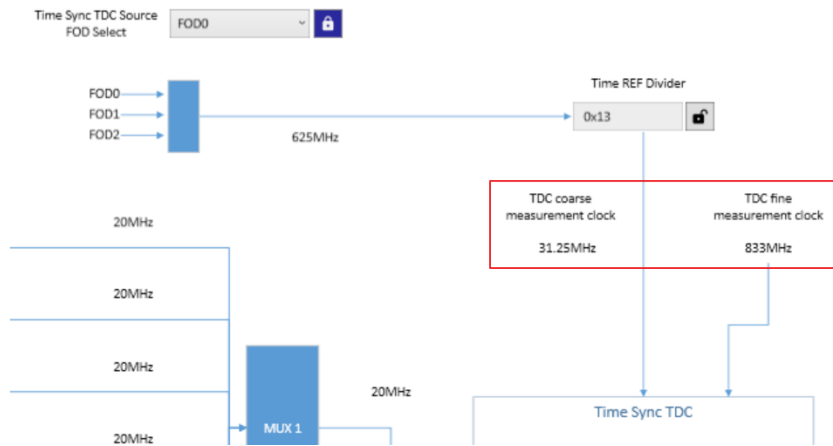 Time Sync TDC Source
FOD Select
FOD0
FOD0
FOD1
FOD2
625MHz
Time REF Divider
0x13
TDC coarse
measurement clock
31.25MHz
TDC fine
measurement clock
833MHz
20MHz
20MHz
20MHz
20MHz
MUX 1
20MHz
Time Sync TDC